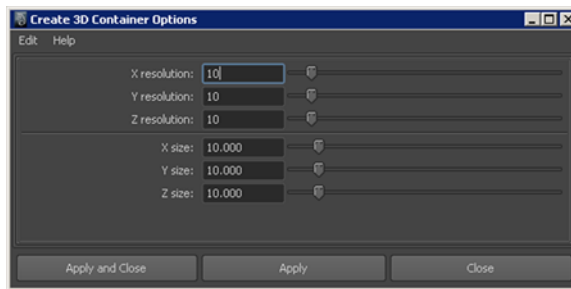 Create 3D Container Options
Edit Help
X resolution: 10
Y resolution: 10
Z resolution: 10
X size: 10.000
Y size: 10.000
Z size: 10.000
Apply and Close Apply Close